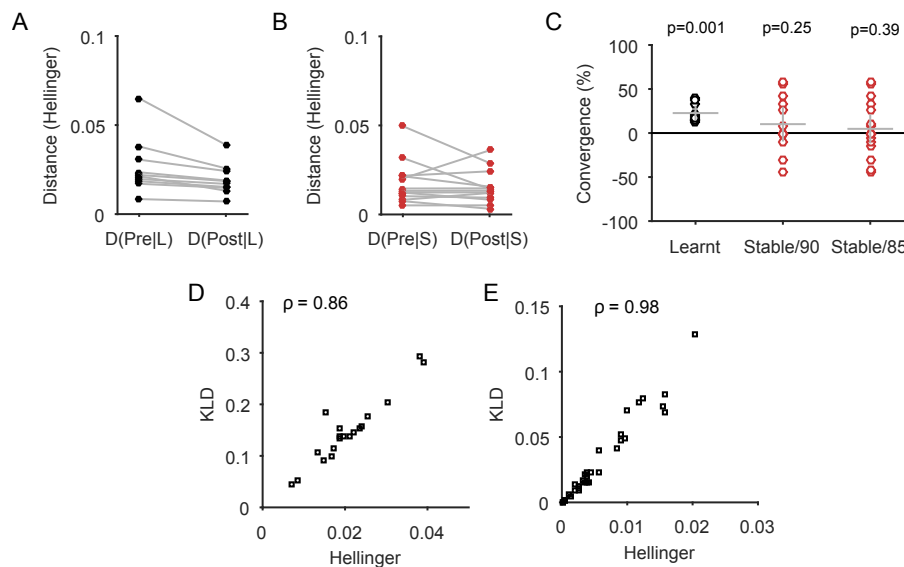 A
Distance (Hellinger)
0.1
0.05
0
D(Pre|L)
D(Post|L)
B
Distance (Hellinger)
0.1
0.05
0
D(Pre|S)
D(Post|S)
C
p=0.001
p=0.25
p=0.39
Convergence (%)
100
50
0
-50
-100
Learnt
Stable/90
Stable/85
D
ρ = 0.86
KLD
0.4
0.3
0.2
0.1
0
0
0.02
0.04
Hellinger
E
ρ = 0.98
KLD
0.15
0.1
0.05
0
0
0.01
0.02
0.03
Hellinger